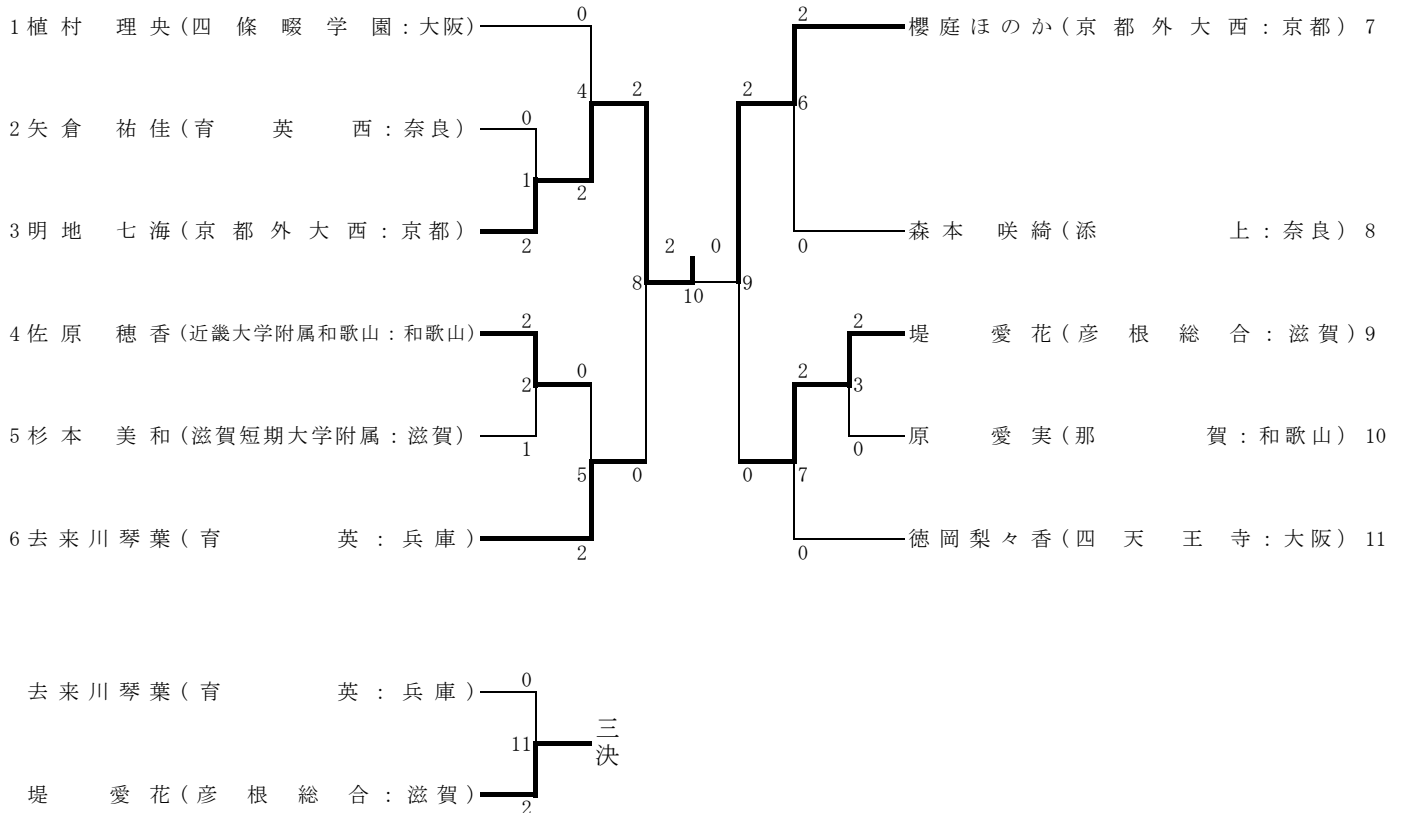 0 2
1 植村 理央 (四條畷学園:大阪) 櫻庭ほのか (京都外大西:京都) 7
4 2 2 6
0
2 矢倉 祐佳 (育英西:奈良)
1
2
3 明地 七海 (京都外大西:京都) 森本 咲綺 (添上:奈良) 8
2 2 0 0
8 9
10
2 2
4 佐原 穂香 (近畿大学附属和歌山:和歌山) 堤 愛花 (彦根総合:滋賀) 9
0 2
2 3
5 杉本 美和 (滋賀短期大学附属:滋賀) 原 愛実 (那賀:和歌山) 10
1 0
5 0 0 7
6 去来川琴葉 (育英:兵庫) 徳岡梨々香 (四天王寺:大阪) 11
2 0
0
去来川琴葉 (育英:兵庫)
11 三決
堤 愛花 (彦根総合:滋賀)
2